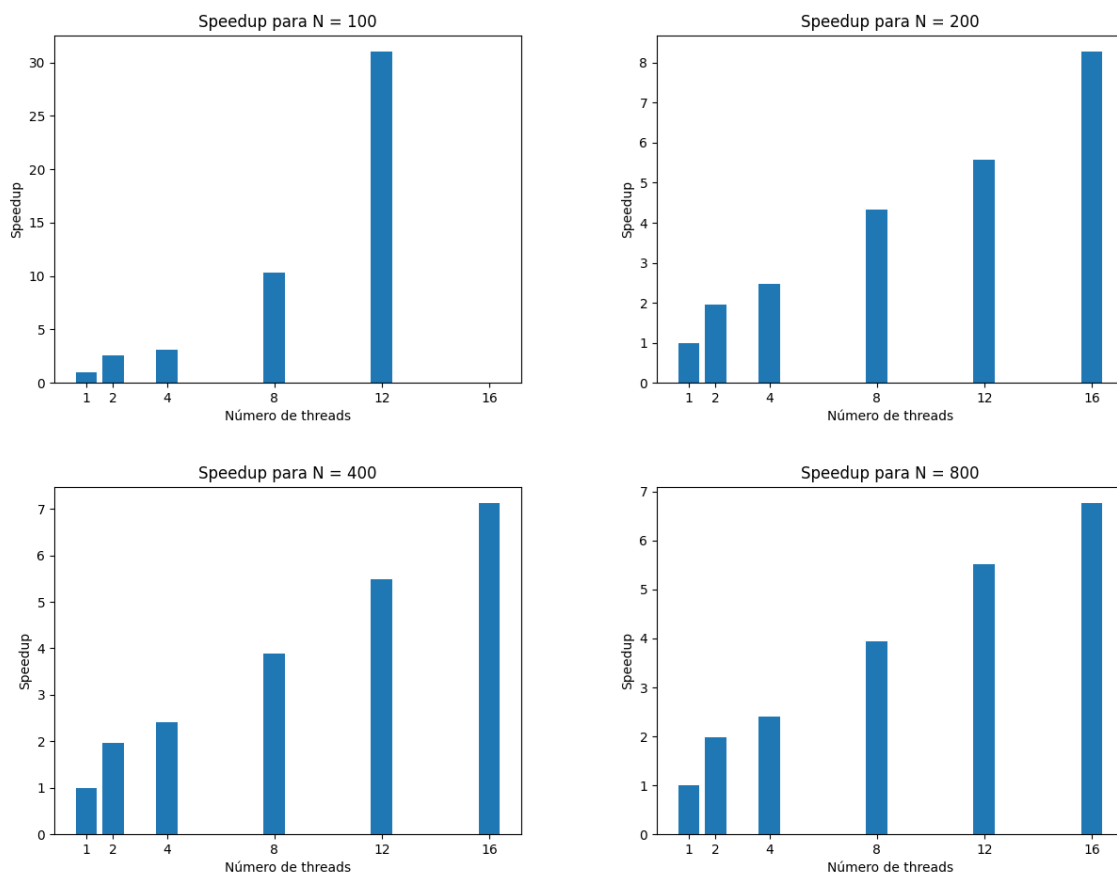 Speedup para N = 100
30
25
20
15
10
5
0
Speedup
1 2 4 8 12 16
Número de threads
Speedup para N = 200
8
7
6
5
4
3
2
1
0
Speedup
1 2 4 8 12 16
Número de threads
Speedup para N = 400
7
6
5
4
3
2
1
0
Speedup
1 2 4 8 12 16
Número de threads
Speedup para N = 800
7
6
5
4
3
2
1
0
Speedup
1 2 4 8 12 16
Número de threads